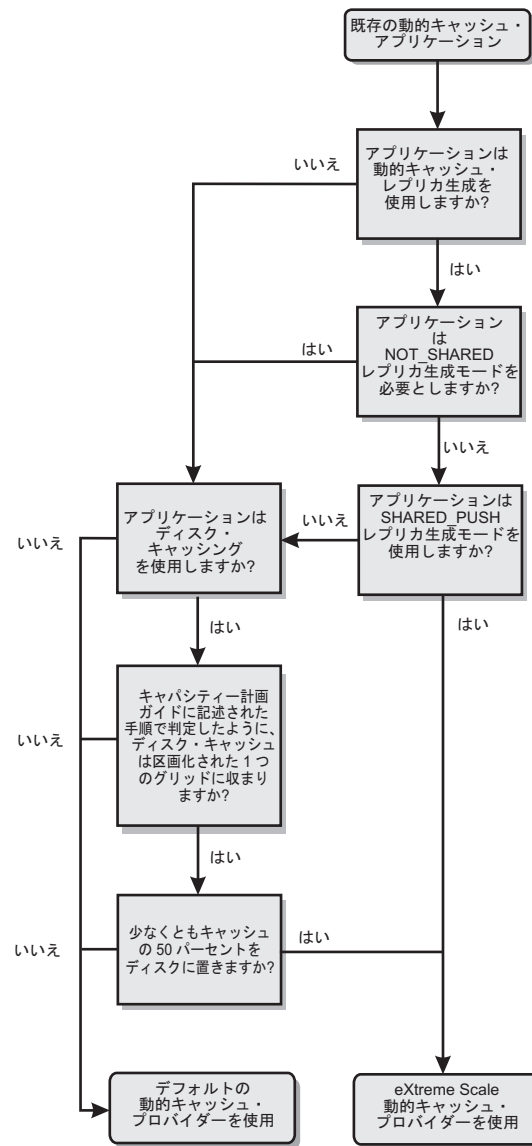 既存の動的キャッシュ・
アプリケーション
いいえ
アプリケーションは
動的キャッシュ・
レプリカ生成を
使用しますか?
はい
はい
アプリケーション
は
NOT_SHARED
レプリカ生成モードを
必要としますか?
いいえ
いいえ
アプリケーションは
ディスク・
キャッシング
を使用しますか?
いいえ
アプリケーションは
SHARED_PUSH
レプリカ生成モードを
使用しますか?
はい
はい
いいえ
キャパシティー計画
ガイドに記述された
手順で判定したように、
ディスク・キャッシュ
は区画化された 1 つ
のグリッドに収まり
ますか?
はい
いいえ
少なくともキャッシュ
の 50 パーセントを
ディスクに置きますか?
はい
デフォルトの
動的キャッシュ・
プロバイダーを使用
eXtreme Scale
動的キャッシュ・
プロバイダーを使用